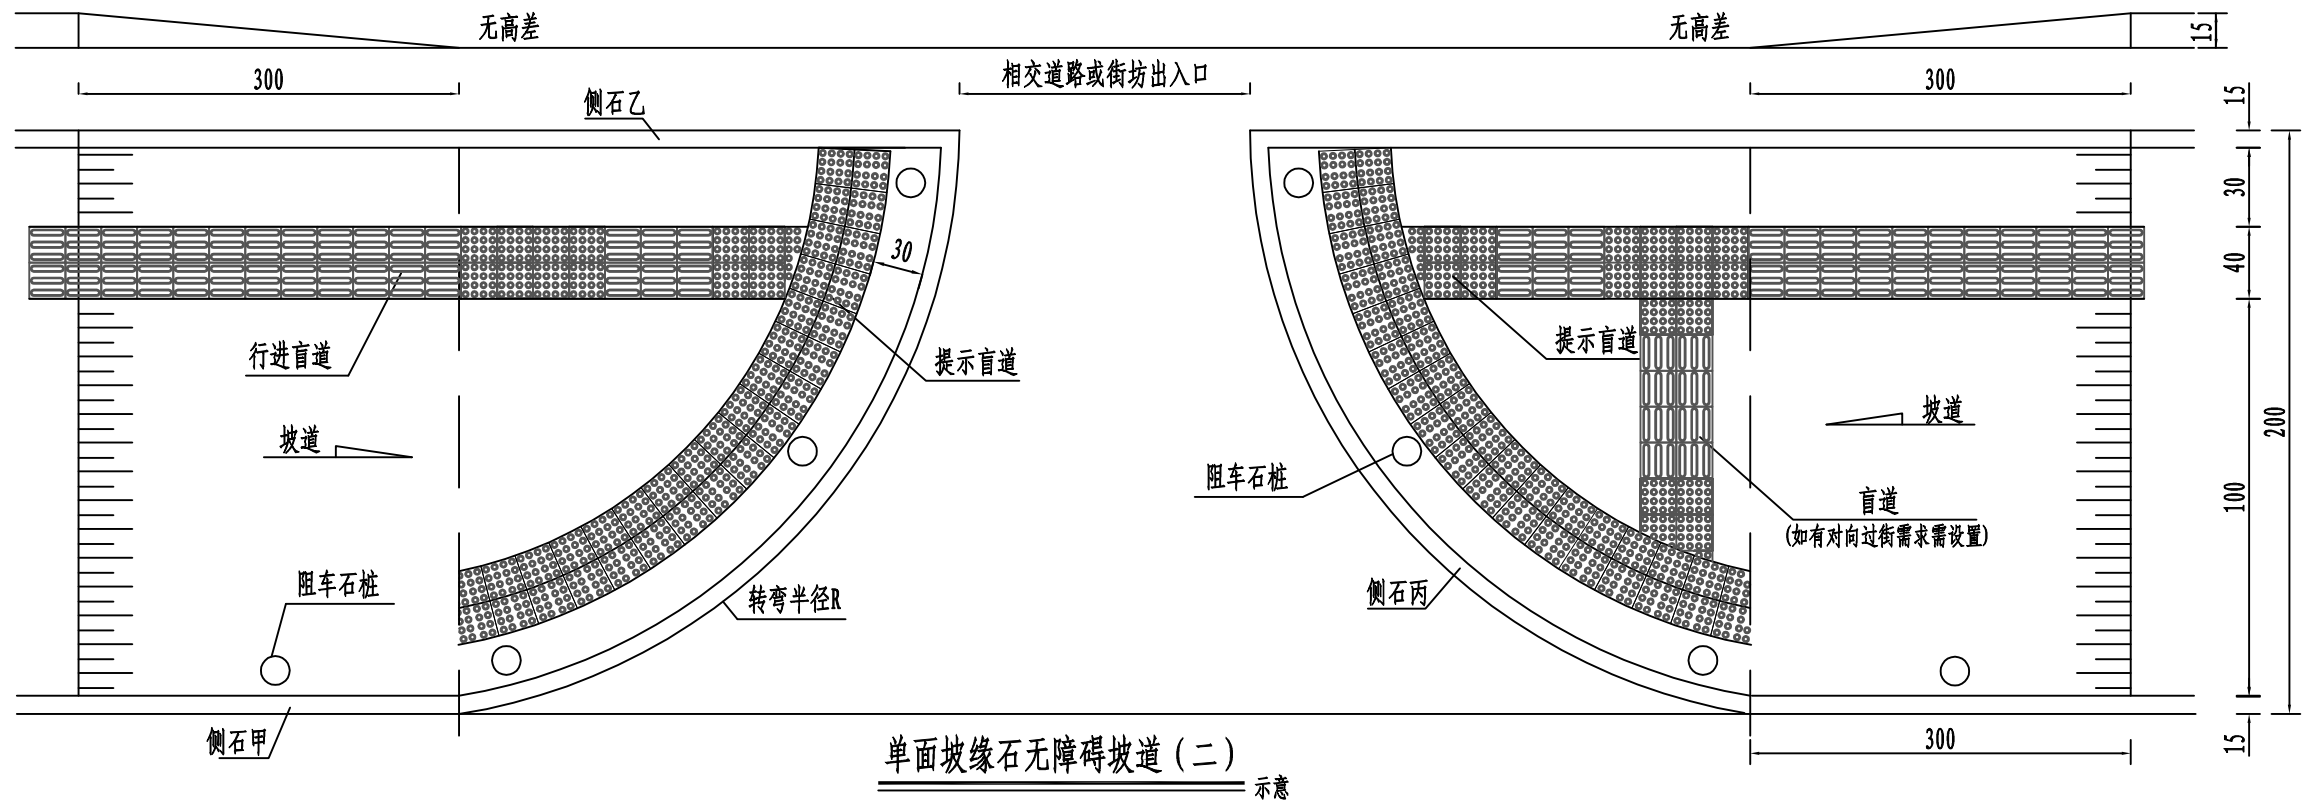 无高差
无高差
15
300
相交道路或街坊出入口
300
侧石乙
15
30
30
40
行进盲道
提示盲道
提示盲道
坡道
坡道
200
阻车石桩
盲道
100
(如有对向过街需求需设置)
阻车石桩
转弯半径R
侧石丙
侧石甲
300
15
单面坡缘石无障碍坡道（二）
示意